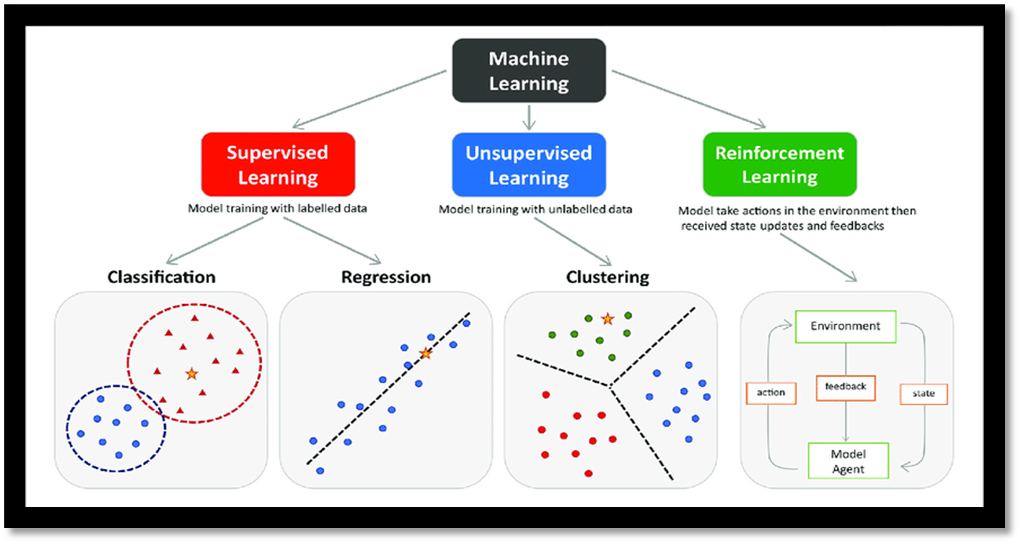 Machine
Learning
Supervised
Learning
Unsupervised
Learning
Reinforcement
Learning
Model training with labelled data
Model training with unlabelled data
Model take actions in the environment then
received state updates and feedbacks
Classification
Regression
Clustering
Environment
action
feedback
state
Model
Agent